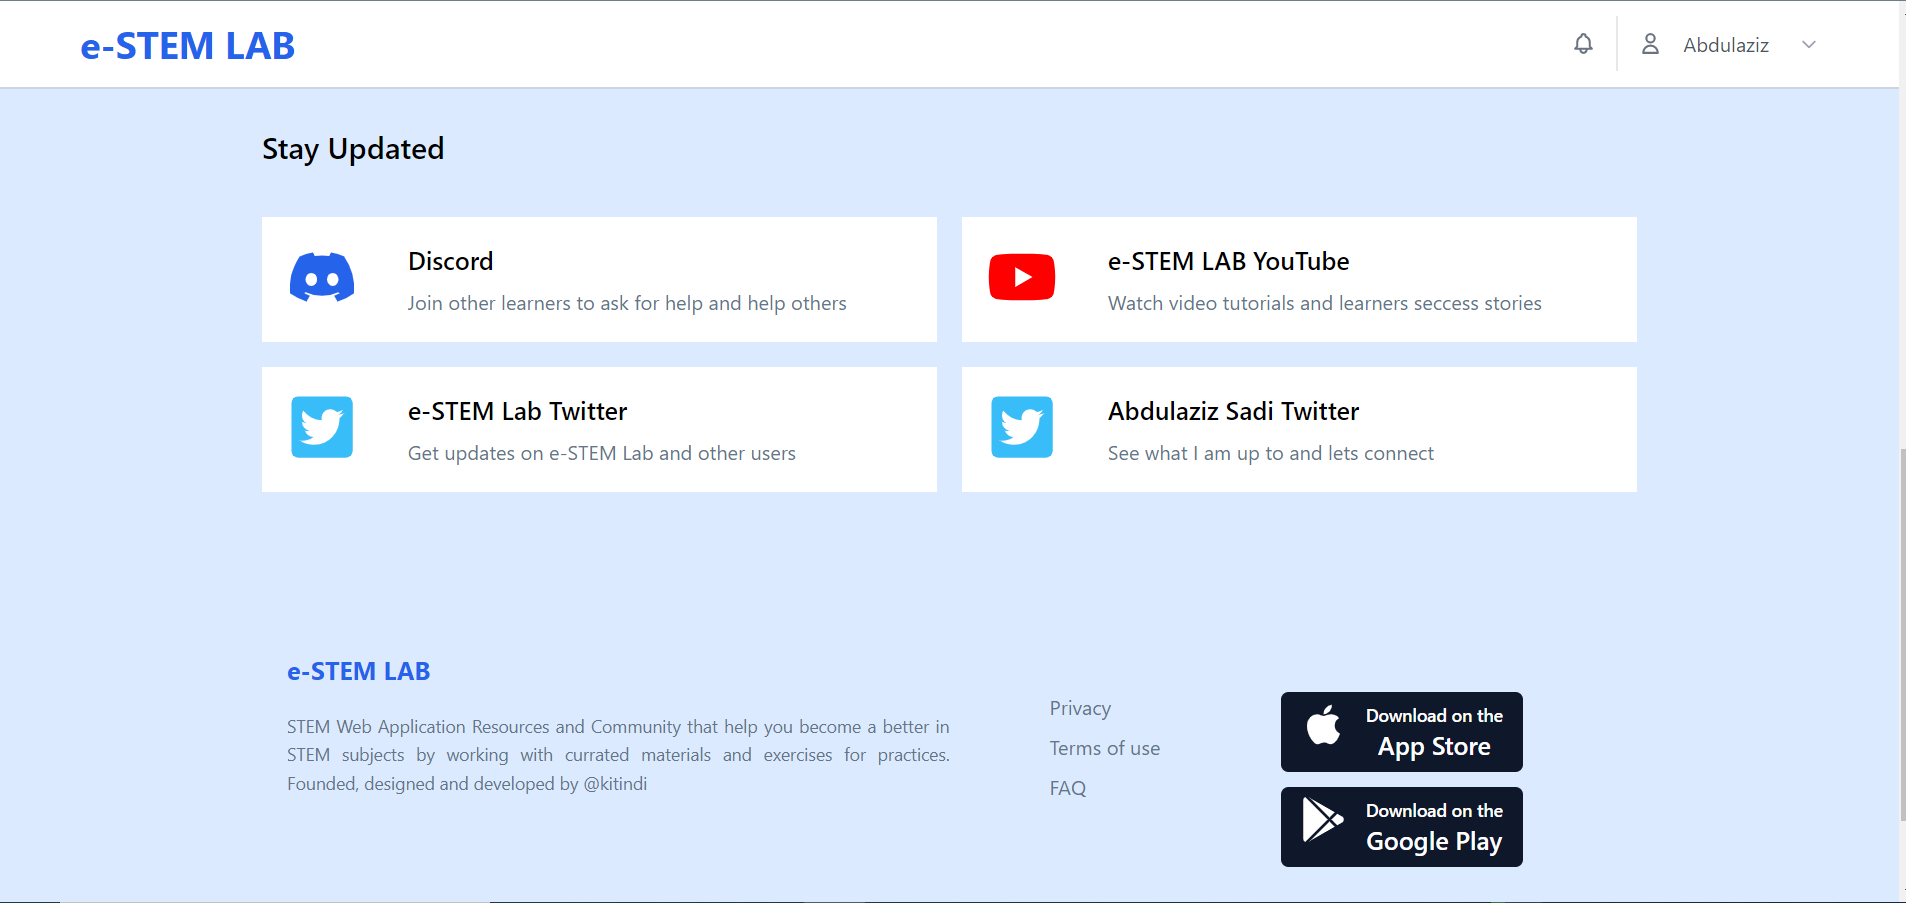 e-STEM LAB
Abdulaziz
Stay Updated
Discord
Join other learners to ask for help and help others
e-STEM LAB YouTube
Watch video tutorials and learners seccess stories
e-STEM Lab Twitter
Get updates on e-STEM Lab and other users
Abdulaziz Sadi Twitter
See what I am up to and lets connect
e-STEM LAB
STEM Web Application Resources and Community that help you become a better in
STEM subjects by working with currated materials and exercises for practices.
Founded, designed and developed by @kitindi
Privacy
Terms of use
FAQ
Download on the
App Store
Download on the
Google Play